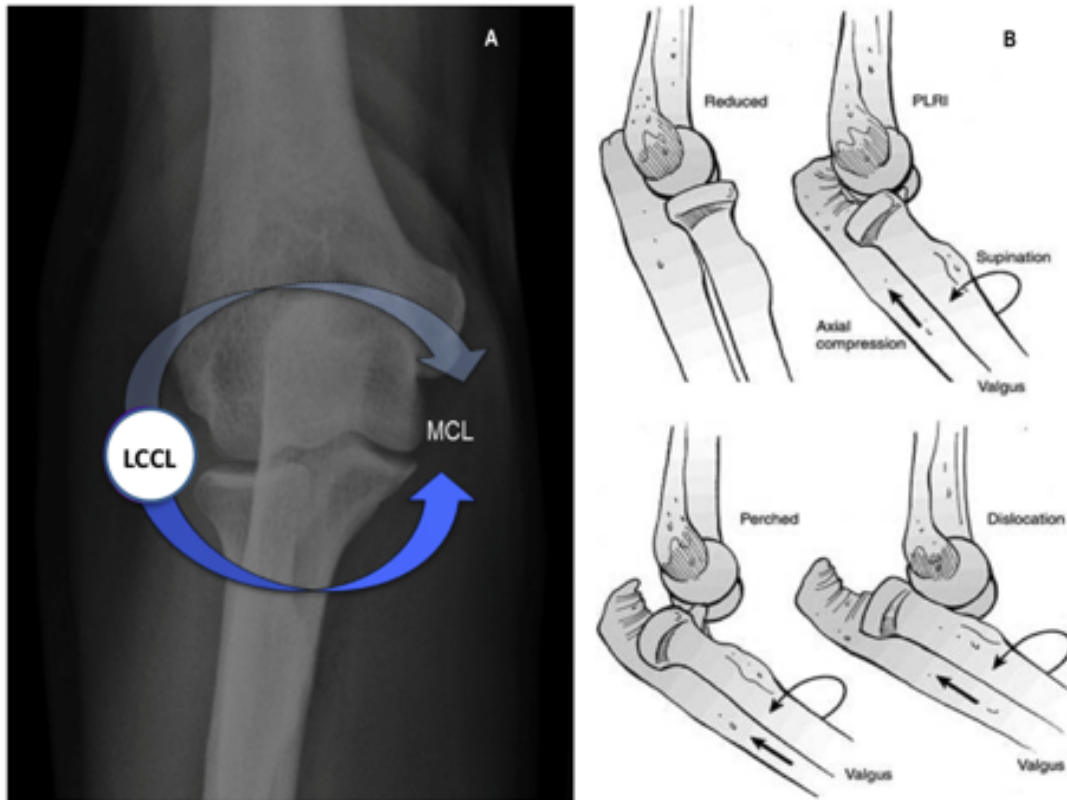 A
LCCL
MCL
B
Reduced
PLRI
Supination
Axial
compression
Valgus
Perched
Dislocation
Valgus
Valgus